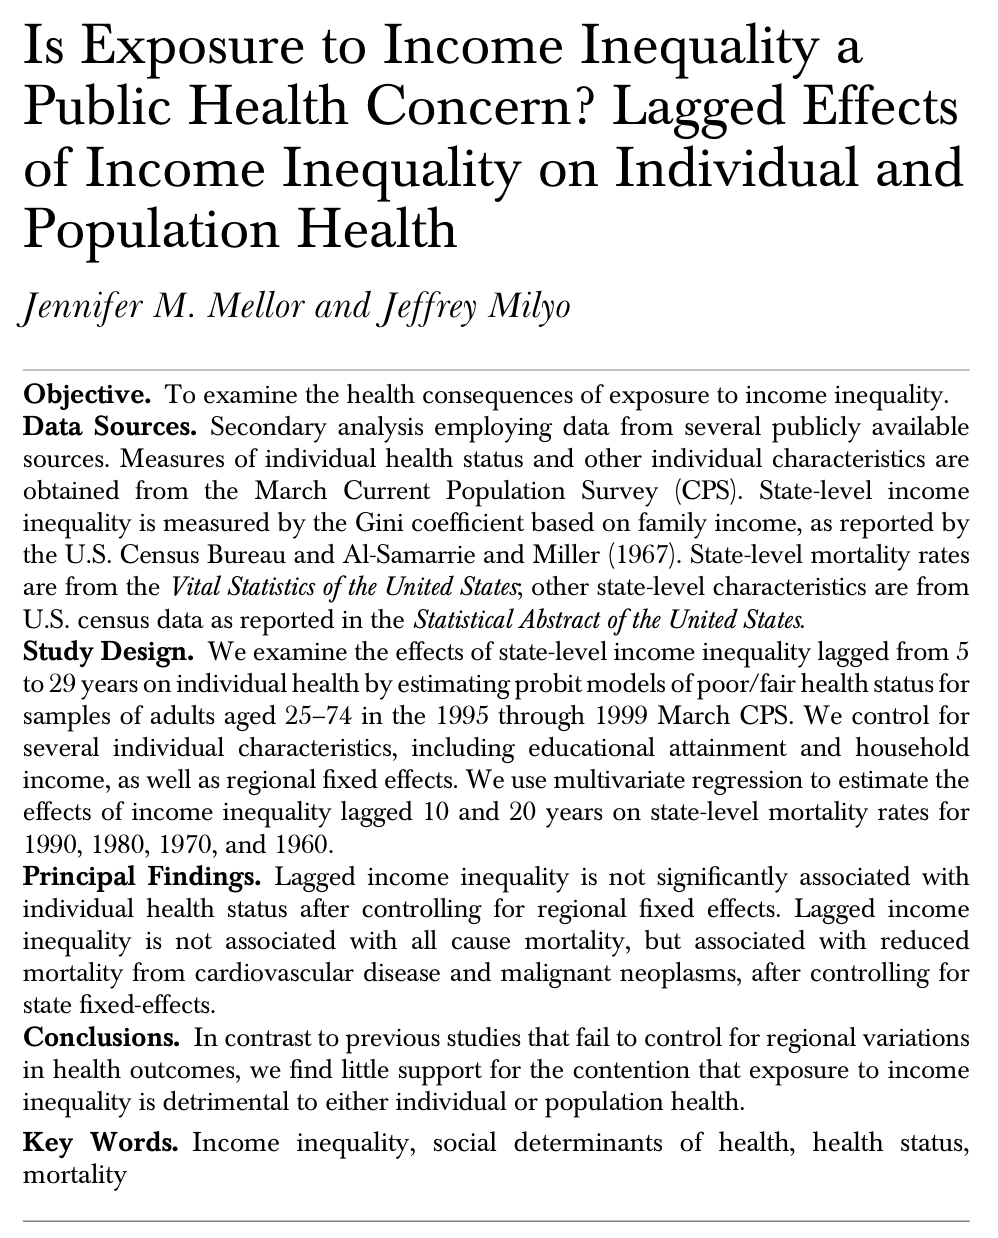 Is Exposure to Income Inequality a
Public Health Concern? Lagged Effects
of Income Inequality on Individual and
Population Health
Jennifer M. Mellor and Jeffrey Milyo
Objective. To examine the health consequences of exposure to income inequality.
Data Sources. Secondary analysis employing data from several publicly available
sources. Measures of individual health status and other individual characteristics are
obtained from the March Current Population Survey (CPS). State-level income
inequality is measured by the Gini coefficient based on family income, as reported by
the U.S. Census Bureau and Al-Samarrie and Miller (1967). State-level mortality rates
are from the Vital Statistics of the United States; other state-level characteristics are from
U.S. census data as reported in the Statistical Abstract of the United States.
Study Design. We examine the effects of state-level income inequality lagged from 5
to 29 years on individual health by estimating probit models of poor/fair health status for
samples of adults aged 25–74 in the 1995 through 1999 March CPS. We control for
several individual characteristics, including educational attainment and household
income, as well as regional fixed effects. We use multivariate regression to estimate the
effects of income inequality lagged 10 and 20 years on state-level mortality rates for
1990, 1980, 1970, and 1960.
Principal Findings. Lagged income inequality is not significantly associated with
individual health status after controlling for regional fixed effects. Lagged income
inequality is not associated with all cause mortality, but associated with reduced
mortality from cardiovascular disease and malignant neoplasms, after controlling for
state fixed-effects.
Conclusions. In contrast to previous studies that fail to control for regional variations
in health outcomes, we find little support for the contention that exposure to income
inequality is detrimental to either individual or population health.
Key Words. Income inequality, social determinants of health, health status,
mortality